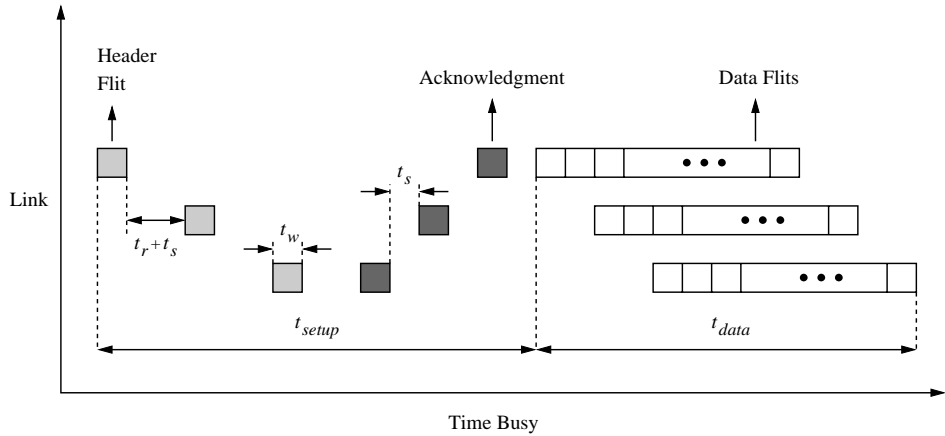 Header
Flit
Acknowledgment
Data Flits
Link
t_s
t_r + t_s
t_w
t_setup
t_data
Time Busy